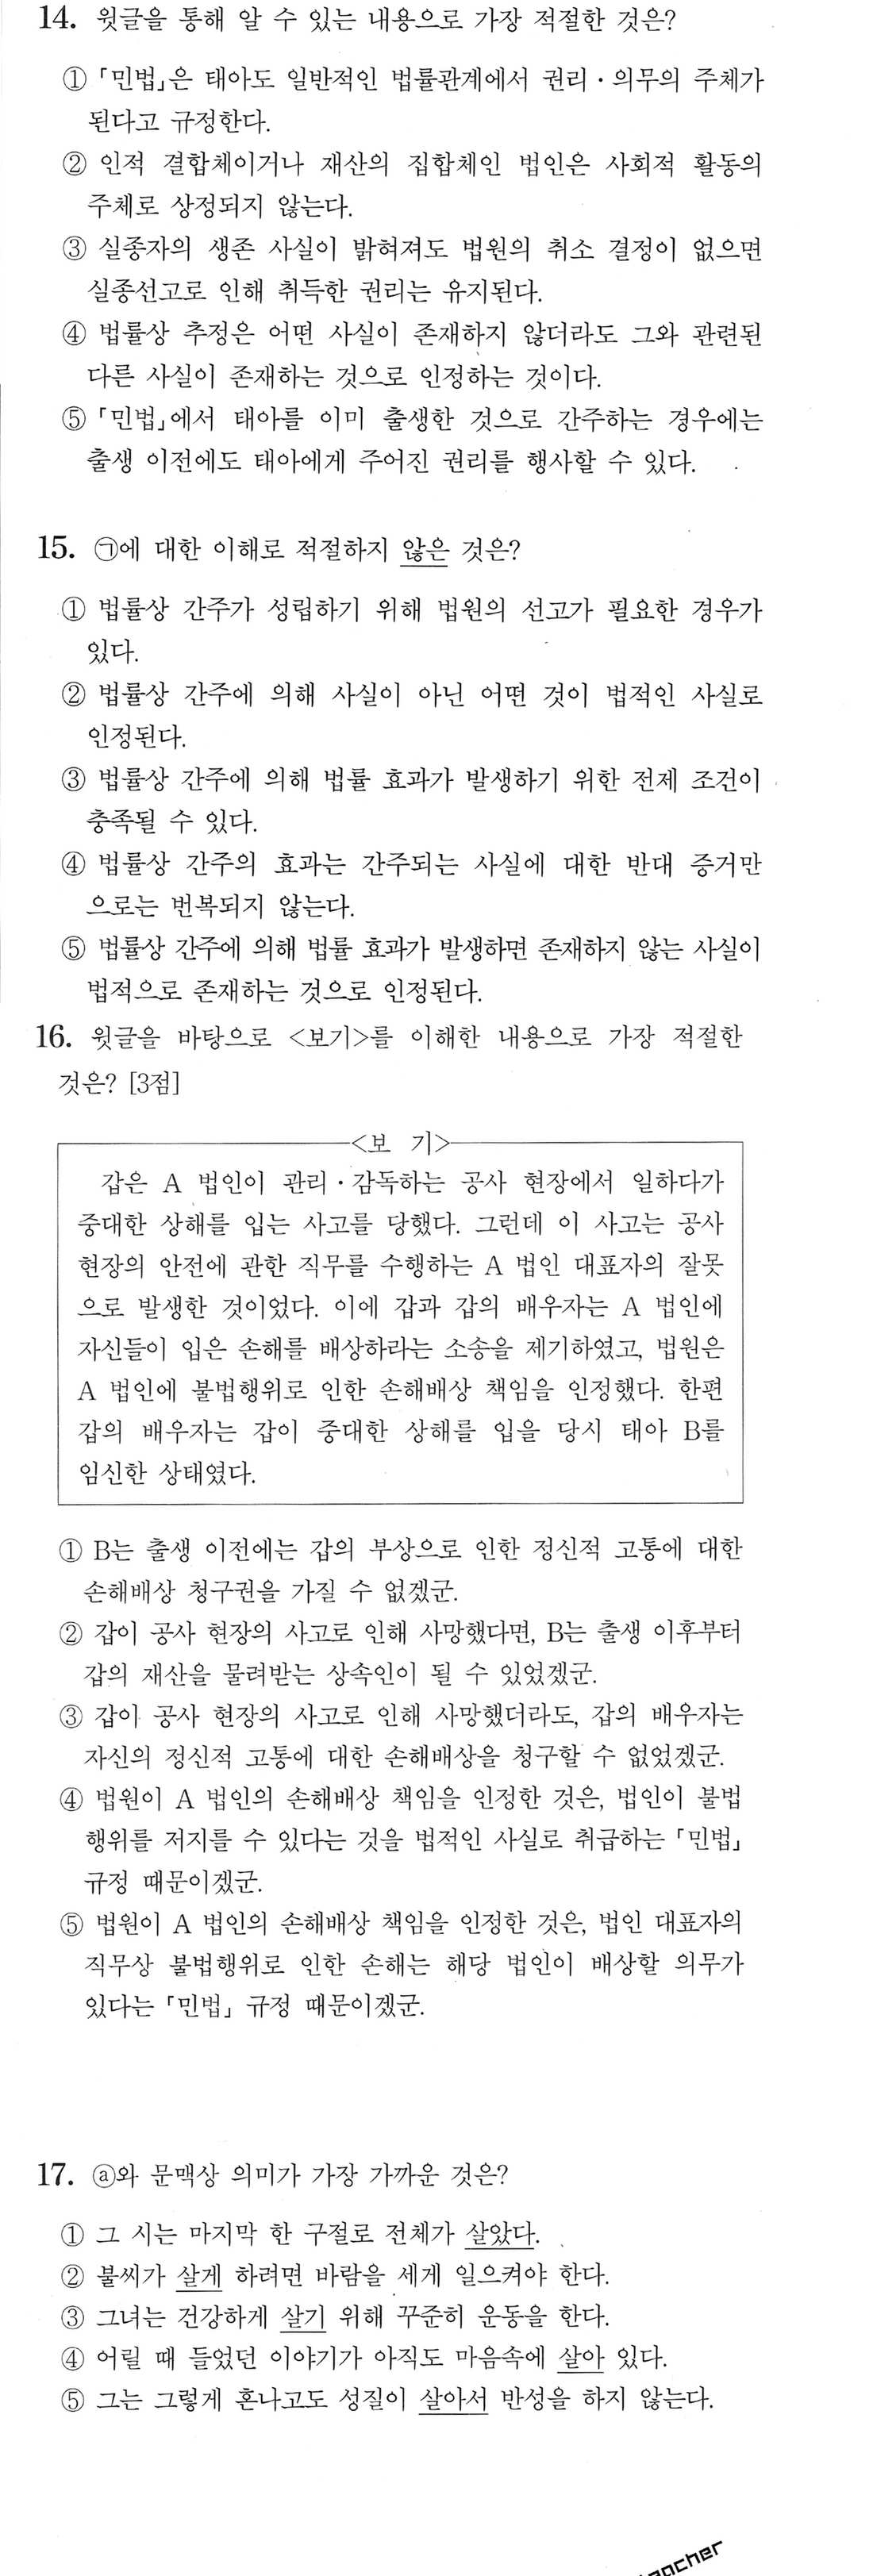 14. 윗글을 통해 알 수 있는 내용으로 가장 적절한 것은?
① 「민법」은 태아도 일반적인 법률관계에서 권리・의무의 주체가
된다고 규정한다.
② 인적 결합체이거나 재산의 집합체인 법인은 사회적 활동의
주체로 상정되지 않는다.
③ 실종자의 생존 사실이 밝혀져도 법원의 취소 결정이 없으면
실종선고로 인해 취득한 권리는 유지된다.
④ 법률상 추정은 어떤 사실이 존재하지 않더라도 그와 관련된
다른 사실이 존재하는 것으로 인정하는 것이다.
⑤ 「민법」에서 태아를 이미 출생한 것으로 간주하는 경우에는
출생 이전에도 태아에게 주어진 권리를 행사할 수 있다.
15. ㉠에 대한 이해로 적절하지 않은 것은?
① 법률상 간주가 성립하기 위해 법원의 선고가 필요한 경우가
있다.
② 법률상 간주에 의해 사실이 아닌 어떤 것이 법적인 사실로
인정된다.
③ 법률상 간주에 의해 법률 효과가 발생하기 위한 전제 조건이
충족될 수 있다.
④ 법률상 간주의 효과는 간주되는 사실에 대한 반대 증거만
으로는 번복되지 않는다.
⑤ 법률상 간주에 의해 법률 효과가 발생하면 존재하지 않는 사실이
법적으로 존재하는 것으로 인정된다.
16. 윗글을 바탕으로 <보기>를 이해한 내용으로 가장 적절한
것은? [3점]
<보 기>
갑은 A 법인이 관리・감독하는 공사 현장에서 일하다가
중대한 상해를 입는 사고를 당했다. 그런데 이 사고는 공사
현장의 안전에 관한 직무를 수행하는 A 법인 대표자의 잘못
으로 발생한 것이었다. 이에 갑과 갑의 배우자는 A 법인에
자신들이 입은 손해를 배상하라는 소송을 제기하였고, 법원은
A 법인에 불법행위로 인한 손해배상 책임을 인정했다. 한편
갑의 배우자는 갑이 중대한 상해를 입을 당시 태아 B를
임신한 상태였다.
① B는 출생 이전에는 갑의 부상으로 인한 정신적 고통에 대한
손해배상 청구권을 가질 수 없겠군.
② 갑이 공사 현장의 사고로 인해 사망했다면, B는 출생 이후부터
갑의 재산을 물려받는 상속인이 될 수 있었겠군.
③ 갑이 공사 현장의 사고로 인해 사망했더라도, 갑의 배우자는
자신의 정신적 고통에 대한 손해배상을 청구할 수 없었겠군.
④ 법원이 A 법인의 손해배상 책임을 인정한 것은, 법인이 불법
행위를 저지를 수 있다는 것을 법적인 사실로 취급하는 「민법」
규정 때문이겠군.
⑤ 법원이 A 법인의 손해배상 책임을 인정한 것은, 법인 대표자의
직무상 불법행위로 인한 손해는 해당 법인이 배상할 의무가
있다는 「민법」 규정 때문이겠군.
17. ⓐ와 문맥상 의미가 가장 가까운 것은?
① 그 시는 마지막 한 구절로 전체가 살았다.
② 불씨가 살게 하려면 바람을 세게 일으켜야 한다.
③ 그녀는 건강하게 살기 위해 꾸준히 운동을 한다.
④ 어릴 때 들었던 이야기가 아직도 마음속에 살아 있다.
⑤ 그는 그렇게 혼나고도 성질이 살아서 반성을 하지 않는다.